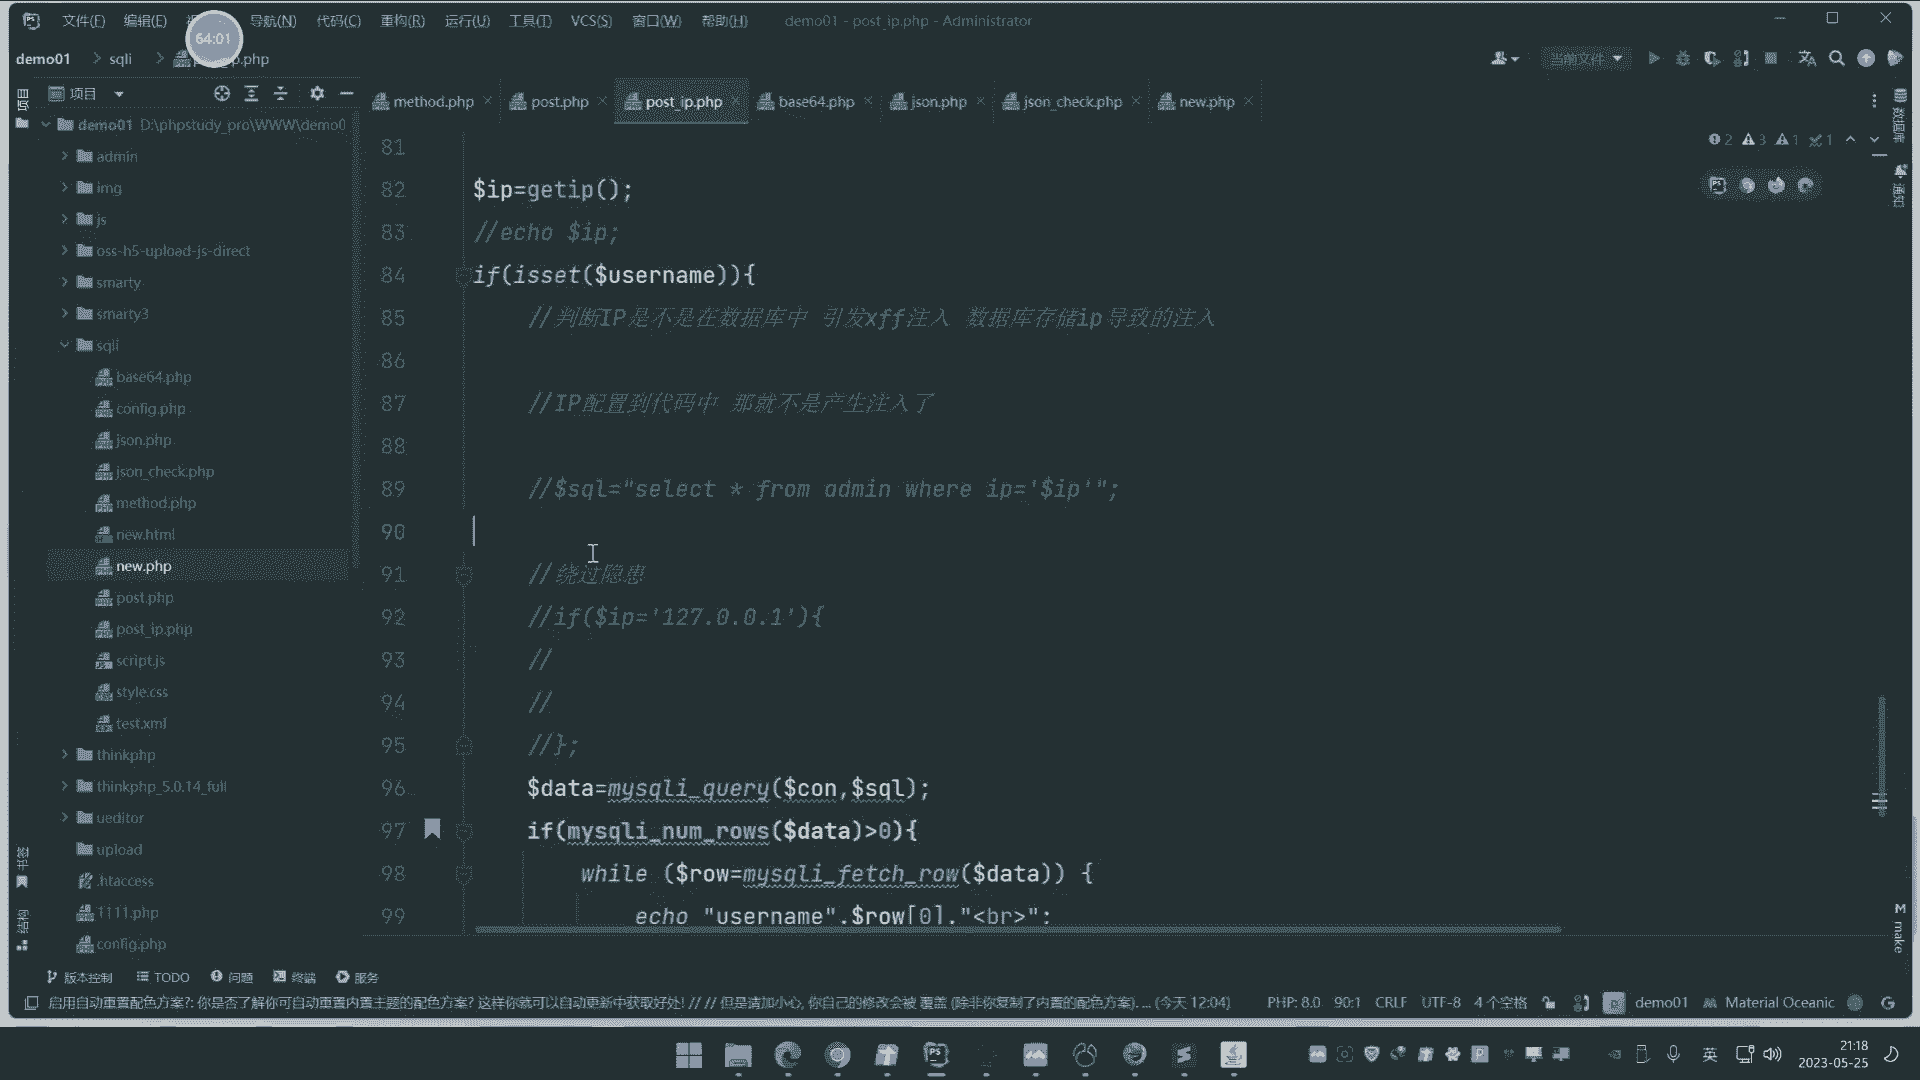 文件(F) 编辑(E) 导航(N) 代码(C) 重构(R) 运行(U) 工具(T) VCS(S) 窗口(W) 帮助(H) demo01 - post_ip.php - Administrator
64:01
demo01 sqli p.php 当前文件
项目 项目
method.php post.php post_ip.php base64.php json.php json_check.php new.php
demo01 D:\phpstudy_pro\WWW\demo0
admin
img
js
oss-h5-upload-js-direct
smarty
smarty3
sqli
base64.php
config.php
json.php
json_check.php
method.php
new.html
new.php
post.php
post_ip.php
script.js
style.css
test.xml
thinkphp
thinkphp_5.0.14_full
ueditor
upload
.htaccess
1111.php
config.php
2 3 1 1
81
82 $ip=getip();
83 //echo $ip;
84 if(isset($username)){
85 //判断IP是不是在数据库中 引发xff注入 数据库存储ip导致的注入
86
87 //IP配置到代码中 那就不是产生注入了
88
89 //$sql="select * from admin where ip='$ip'";
90
91 //绕过隐患
92 //if($ip='127.0.0.1'){
93 //
94 //
95 //};
96 $data=mysqli_query($con,$sql);
97 if(mysqli_num_rows($data)>0){
98 while ($row=mysqli_fetch_row($data)) {
99 echo "username".$row[0]."<br>";
数据库
通知
M make
书签
结构
版本控制 TODO 问题 终端 服务
启用自动重置配色方案?: 你是否了解你可自动重置内置主题的配色方案? 这样你就可以自动更新中获取好处! // // 但是请加小心, 你自己的修改会被 覆盖 (除非你复制了内置的配色方案). ... (今天 12:04) PHP: 8.0 90:1 CRLF UTF-8 4 个空格 demo01 Material Oceanic
英 21:18
2023-05-25